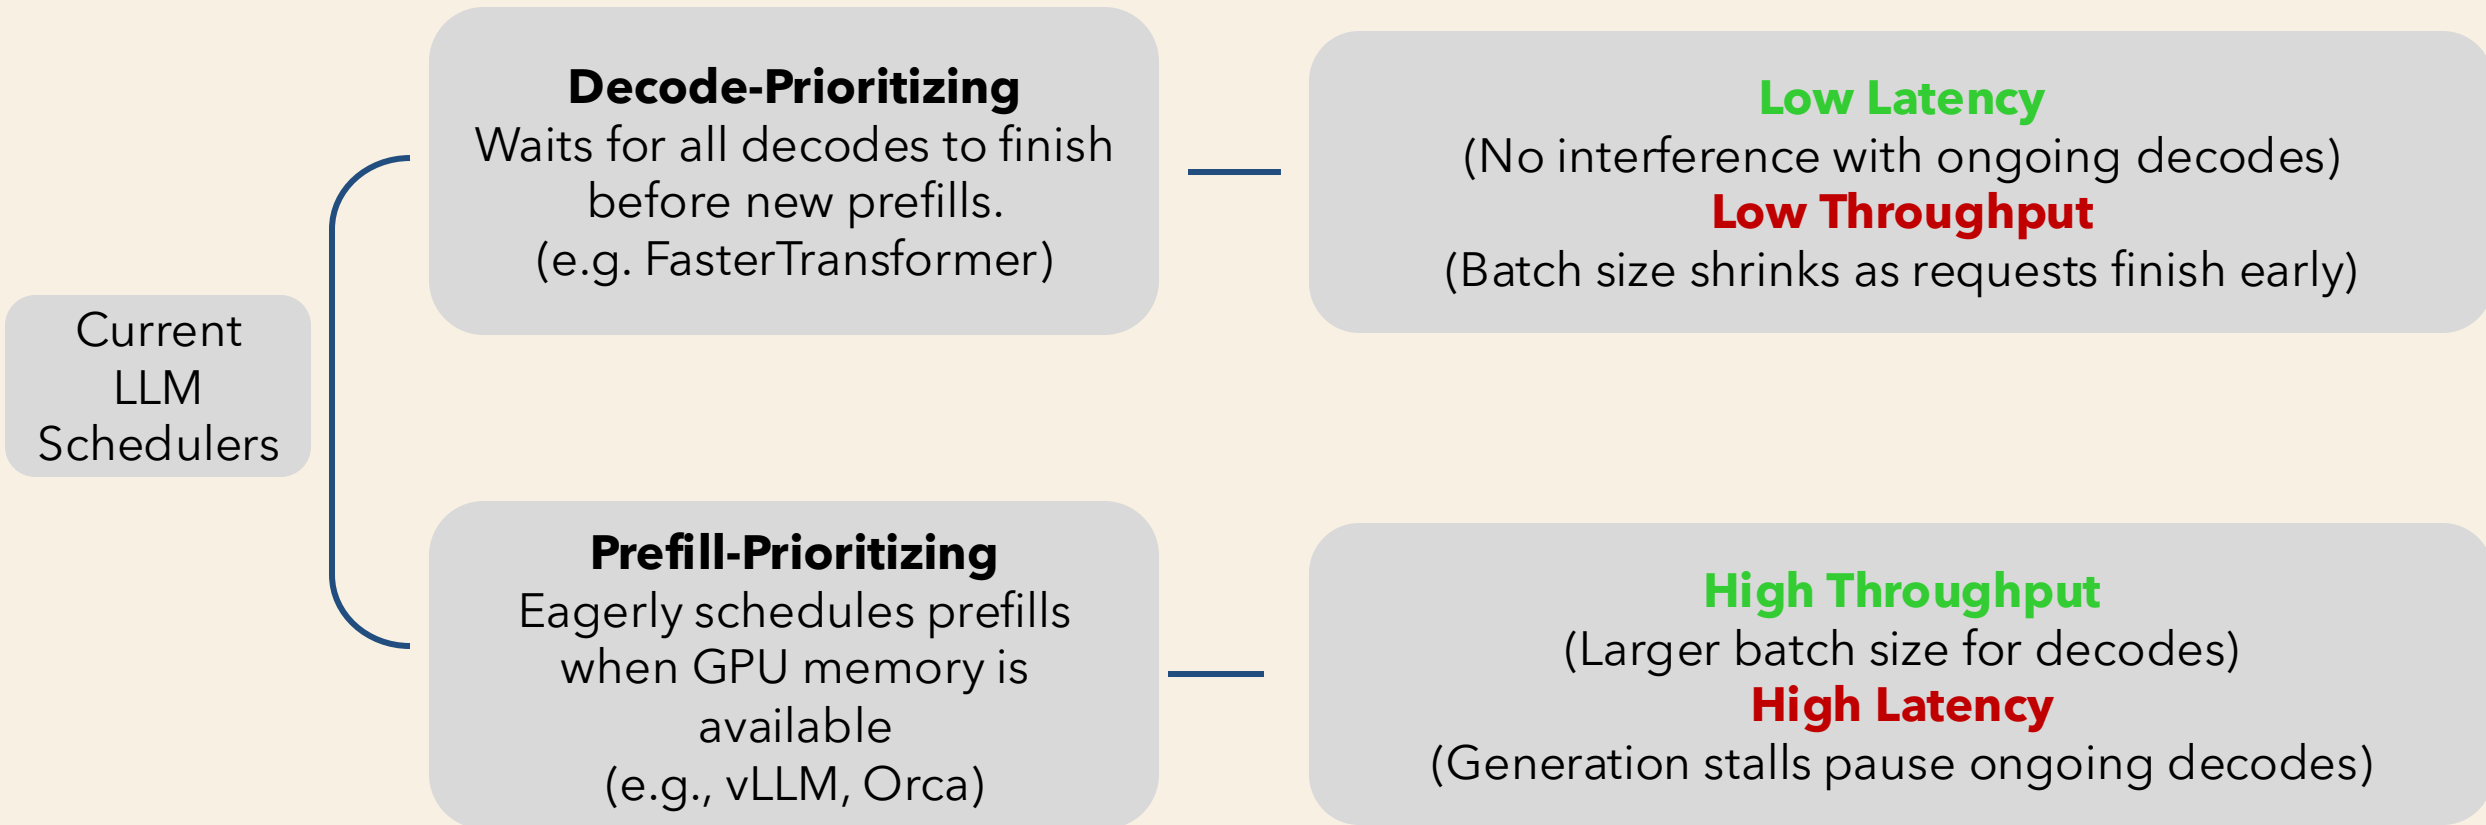 Current
LLM
Schedulers
Decode-Prioritizing
Waits for all decodes to finish
before new prefills.
(e.g. FasterTransformer)
Low Latency
(No interference with ongoing decodes)
Low Throughput
(Batch size shrinks as requests finish early)
Prefill-Prioritizing
Eagerly schedules prefills
when GPU memory is
available
(e.g., vLLM, Orca)
High Throughput
(Larger batch size for decodes)
High Latency
(Generation stalls pause ongoing decodes)